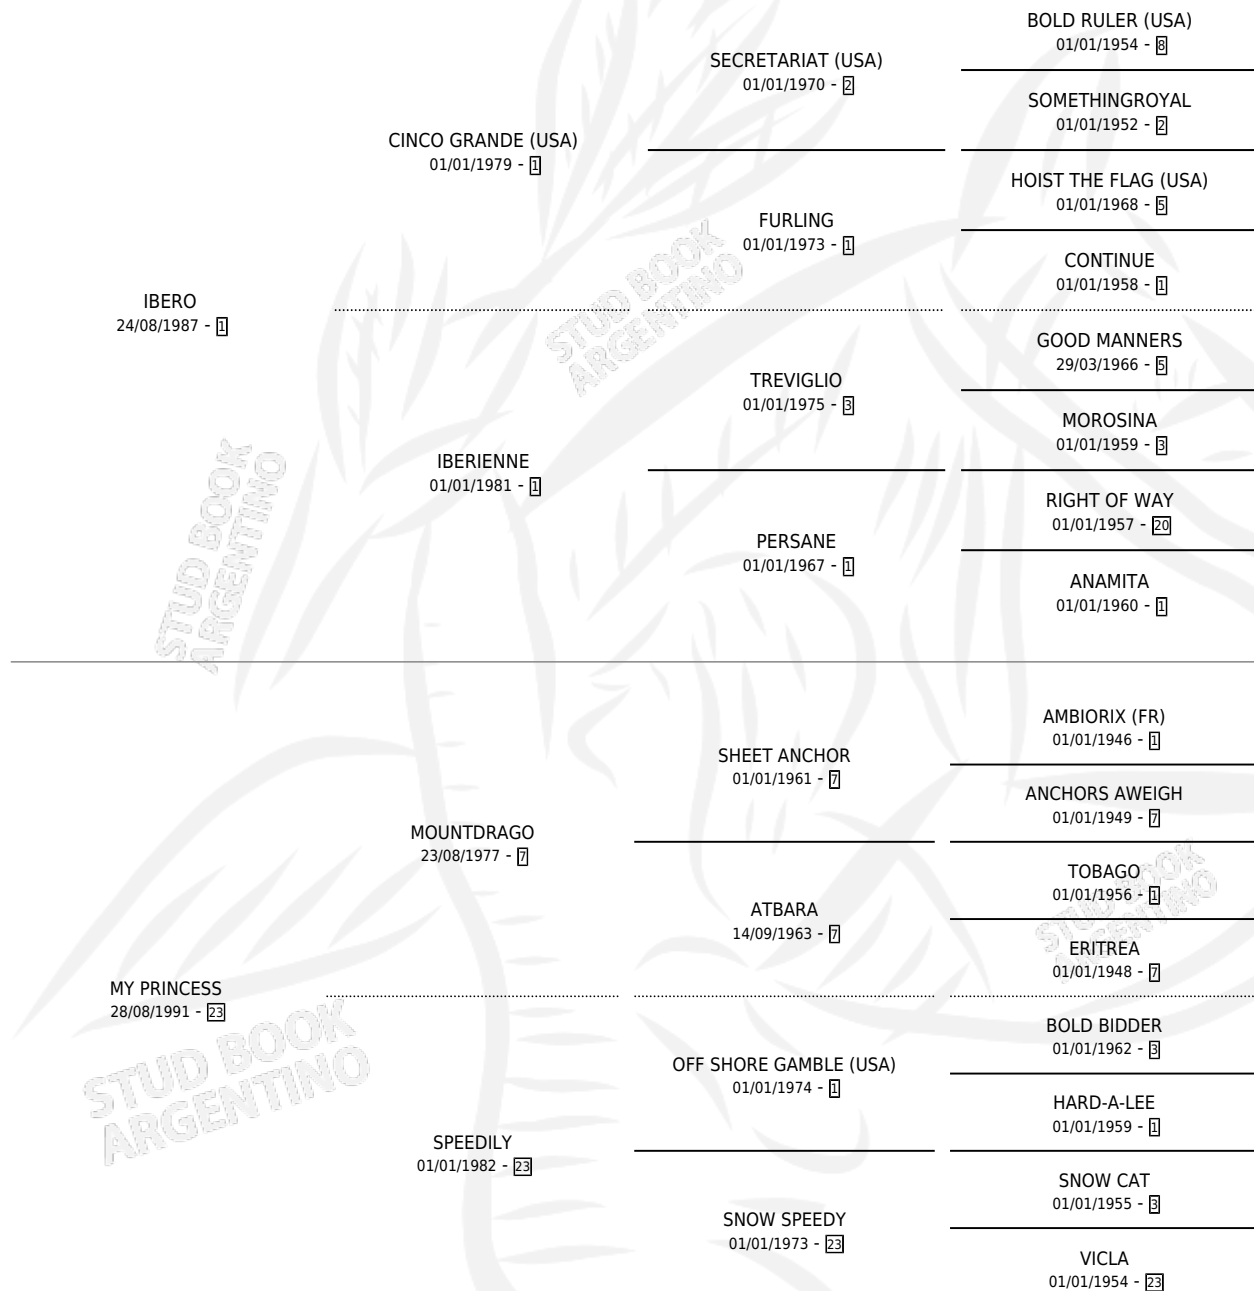 BOLD RULER (USA)
01/01/1954 - 8
SECRETARIAT (USA)
01/01/1970 - 2
SOMETHINGROYAL
01/01/1952 - 2
CINCO GRANDE (USA)
01/01/1979 - 1
HOIST THE FLAG (USA)
01/01/1968 - 5
FURLING
01/01/1973 - 1
CONTINUE
01/01/1958 - 1
IBERO
24/08/1987 - 1
GOOD MANNERS
29/03/1966 - 5
TREVIGLIO
01/01/1975 - 3
MOROSINA
01/01/1959 - 3
IBERIENNE
01/01/1981 - 1
RIGHT OF WAY
01/01/1957 - 20
PERSANE
01/01/1967 - 1
ANAMITA
01/01/1960 - 1
STUD BOOK
ARGENTINO
STUD BOOK
ARGENTINO
AMBIORIX (FR)
01/01/1946 - 1
SHEET ANCHOR
01/01/1961 - 7
ANCHORS AWEIGH
01/01/1949 - 7
MOUNTDRAGO
23/08/1977 - 7
TOBAGO
01/01/1956 - 1
ATBARA
14/09/1963 - 7
ERITREA
01/01/1948 - 7
MY PRINCESS
28/08/1991 - 23
BOLD BIDDER
01/01/1962 - 3
OFF SHORE GAMBLE (USA)
01/01/1974 - 1
HARD-A-LEE
01/01/1959 - 1
SPEEDILY
01/01/1982 - 23
SNOW CAT
01/01/1955 - 3
SNOW SPEEDY
01/01/1973 - 23
VICLA
01/01/1954 - 23
STUD BOOK
ARGENTINO
STUD BOOK
ARGENTINO